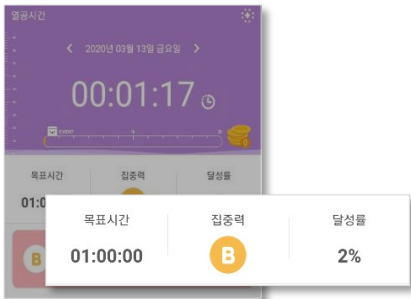 열공시간
2020년 03월 13일 금요일
00:01:17
EVENT
목표시간 집중력 달성률
01:0
B
목표시간 집중력 달성률
01:00:00 B 2%